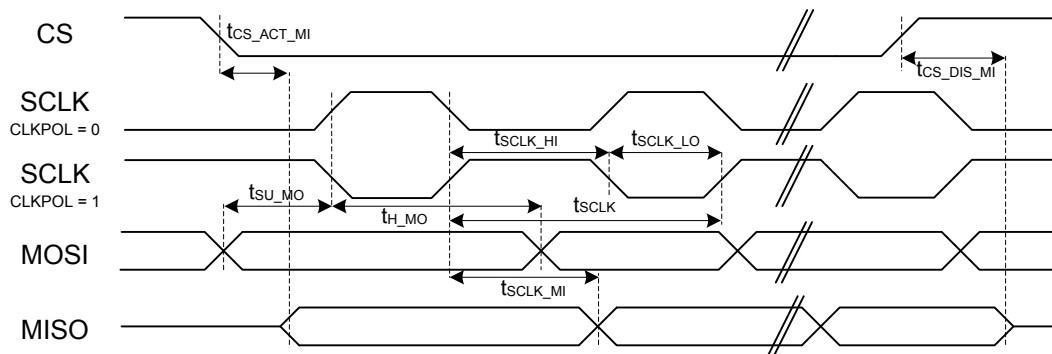 CS
tCS_ACT_MI
tCS_DIS_MI
SCLK
CLKPOL = 0
tSCLK_HI
tSCLK_LO
SCLK
CLKPOL = 1
tSU_MO
tH_MO
tSCLK
MOSI
tSCLK_MI
MISO